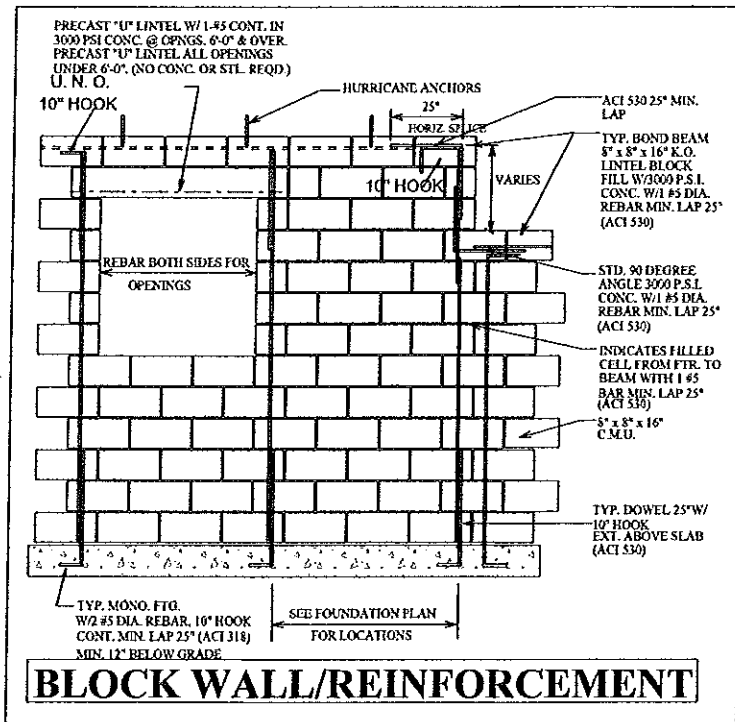 PRECAST "U" LINTEL W/ 1-#5 CONT. IN
3000 PSI CONC. @ OPNGS. 6'-0" & OVER.
PRECAST "U" LINTEL ALL OPENINGS
UNDER 6'-0". (NO CONC. OR STL. REQD.)
U. N. O.
10" HOOK
HURRICANE ANCHORS
25"
HORIZ. SPLICE
10" HOOK
VARIES
ACI 530 25" MIN.
LAP
TYP. BOND BEAM
8" x 8" x 16" K.O.
LINTEL BLOCK
FILL W/3000 P.S.I.
CONC. W/1 #5 DIA.
REBAR MIN. LAP 25"
(ACI 530)
REBAR BOTH SIDES FOR
OPENINGS
STD. 90 DEGREE
ANGLE 3000 P.S.I.
CONC. W/1 #5 DIA.
REBAR MIN. LAP 25"
(ACI 530)
INDICATES FILLED
CELL FROM FTR. TO
BEAM WITH 1 #5
BAR MIN. LAP 25"
(ACI 530)
8" x 8" x 16"
C.M.U.
TYP. DOWEL 25"W/
10" HOOK
EXT. ABOVE SLAB
(ACI 530)
TYP. MONO. FTG.
W/2 #5 DIA. REBAR, 10" HOOK
CONT. MIN. LAP 25" (ACI 318)
MIN. 12" BELOW GRADE
SEE FOUNDATION PLAN
FOR LOCATIONS
BLOCK WALL/REINFORCEMENT